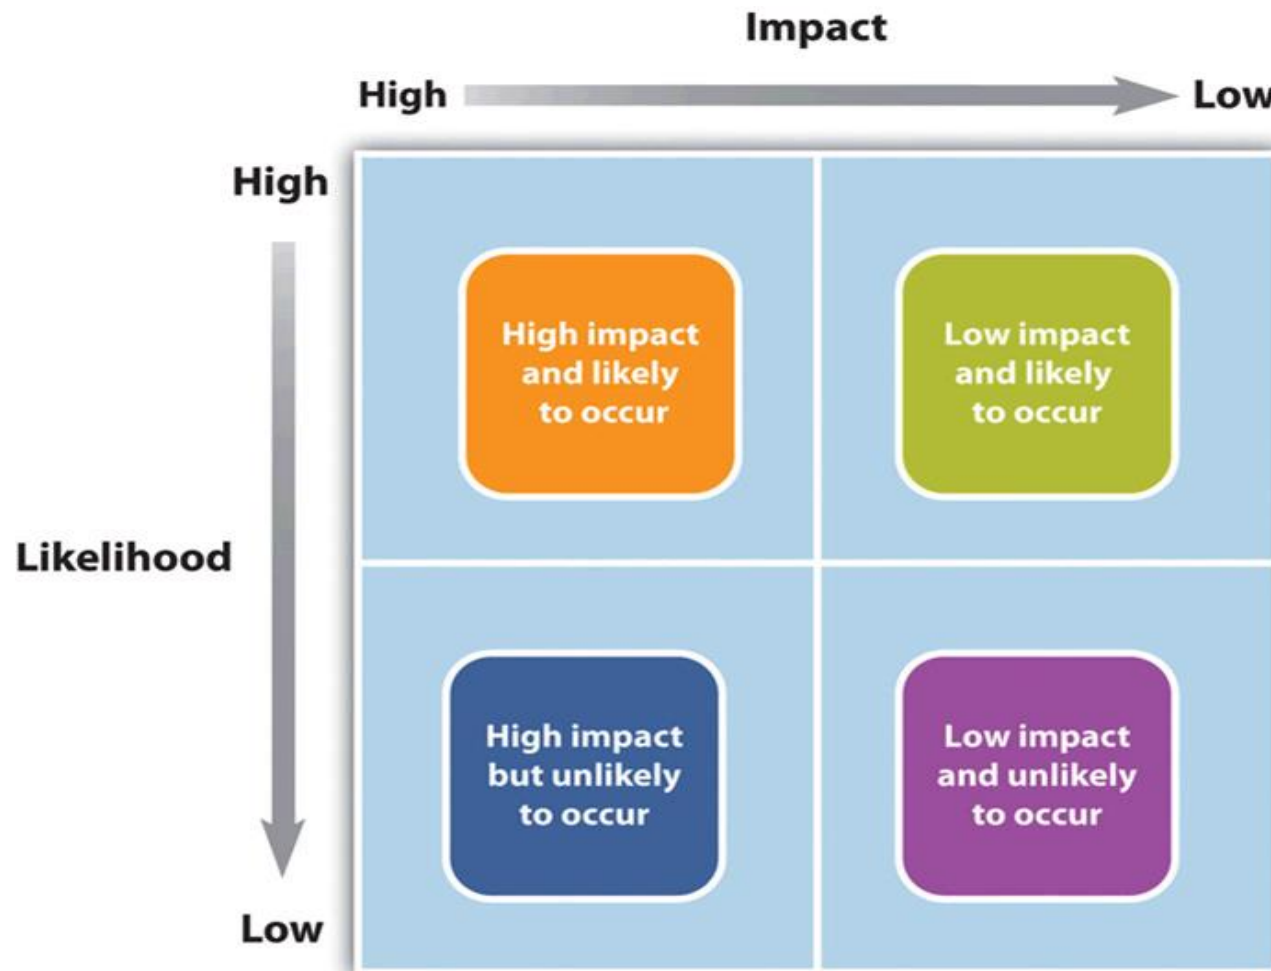 Impact
High
Low
High
Likelihood
Low
High impact
and likely
to occur
Low impact
and likely
to occur
High impact
but unlikely
to occur
Low impact
and unlikely
to occur